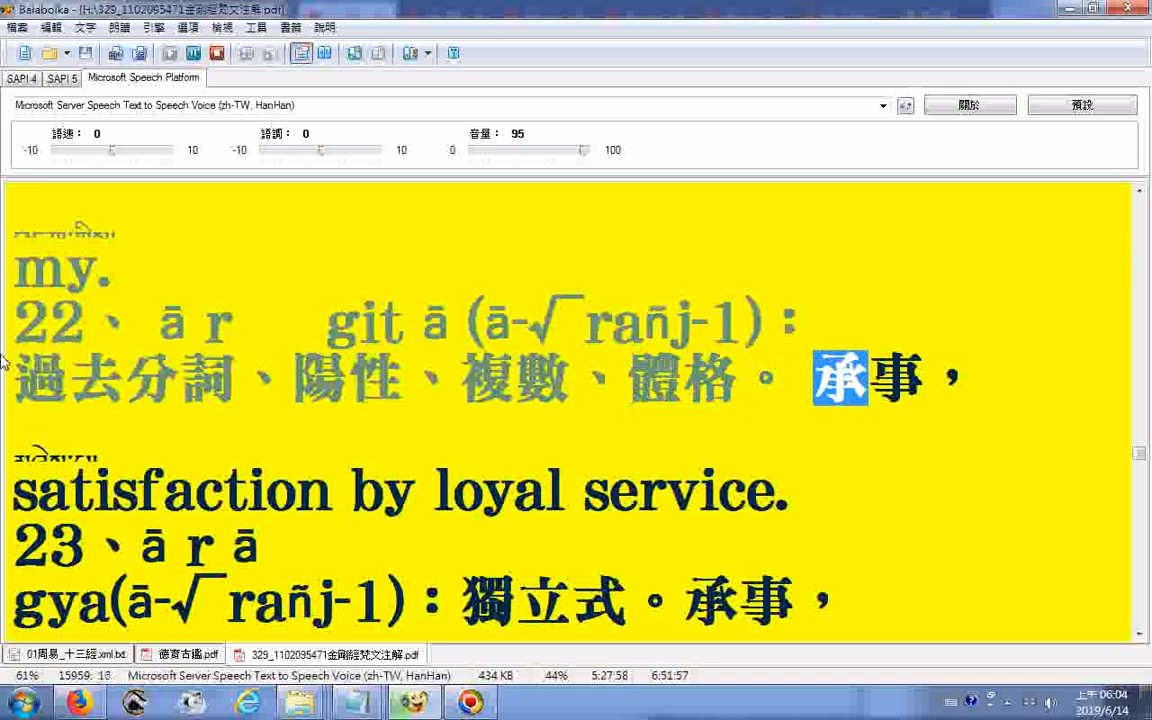 Balabolka - [H:\329_1102095471金剛經梵文注解.pdf]
檔案 編輯 文字 朗讀 引擎 選項 檢視 工具 書籤 說明
SAPI 4 SAPI 5 Microsoft Speech Platform
Microsoft Server Speech Text to Speech Voice (zh-TW, HanHan) 關於 預設
語速： 0 語調： 0 音量： 95
-10 10 -10 10 0 100
my.
22、 ā r git ā (ā-√rañj-1)：
過去分詞、陽性、複數、體格。 承事，
satisfaction by loyal service.
23、ā r ā
gya(ā-√rañj-1)：獨立式。承事，
01周易_十三經.xml.txt 德育古鑑.pdf 329_1102095471金剛經梵文注解.pdf
61% 15959: 13 Microsoft Server Speech Text to Speech Voice (zh-TW, HanHan) 434 KB 44% 5:27:58 6:51:57
上午 06:04
2019/6/14